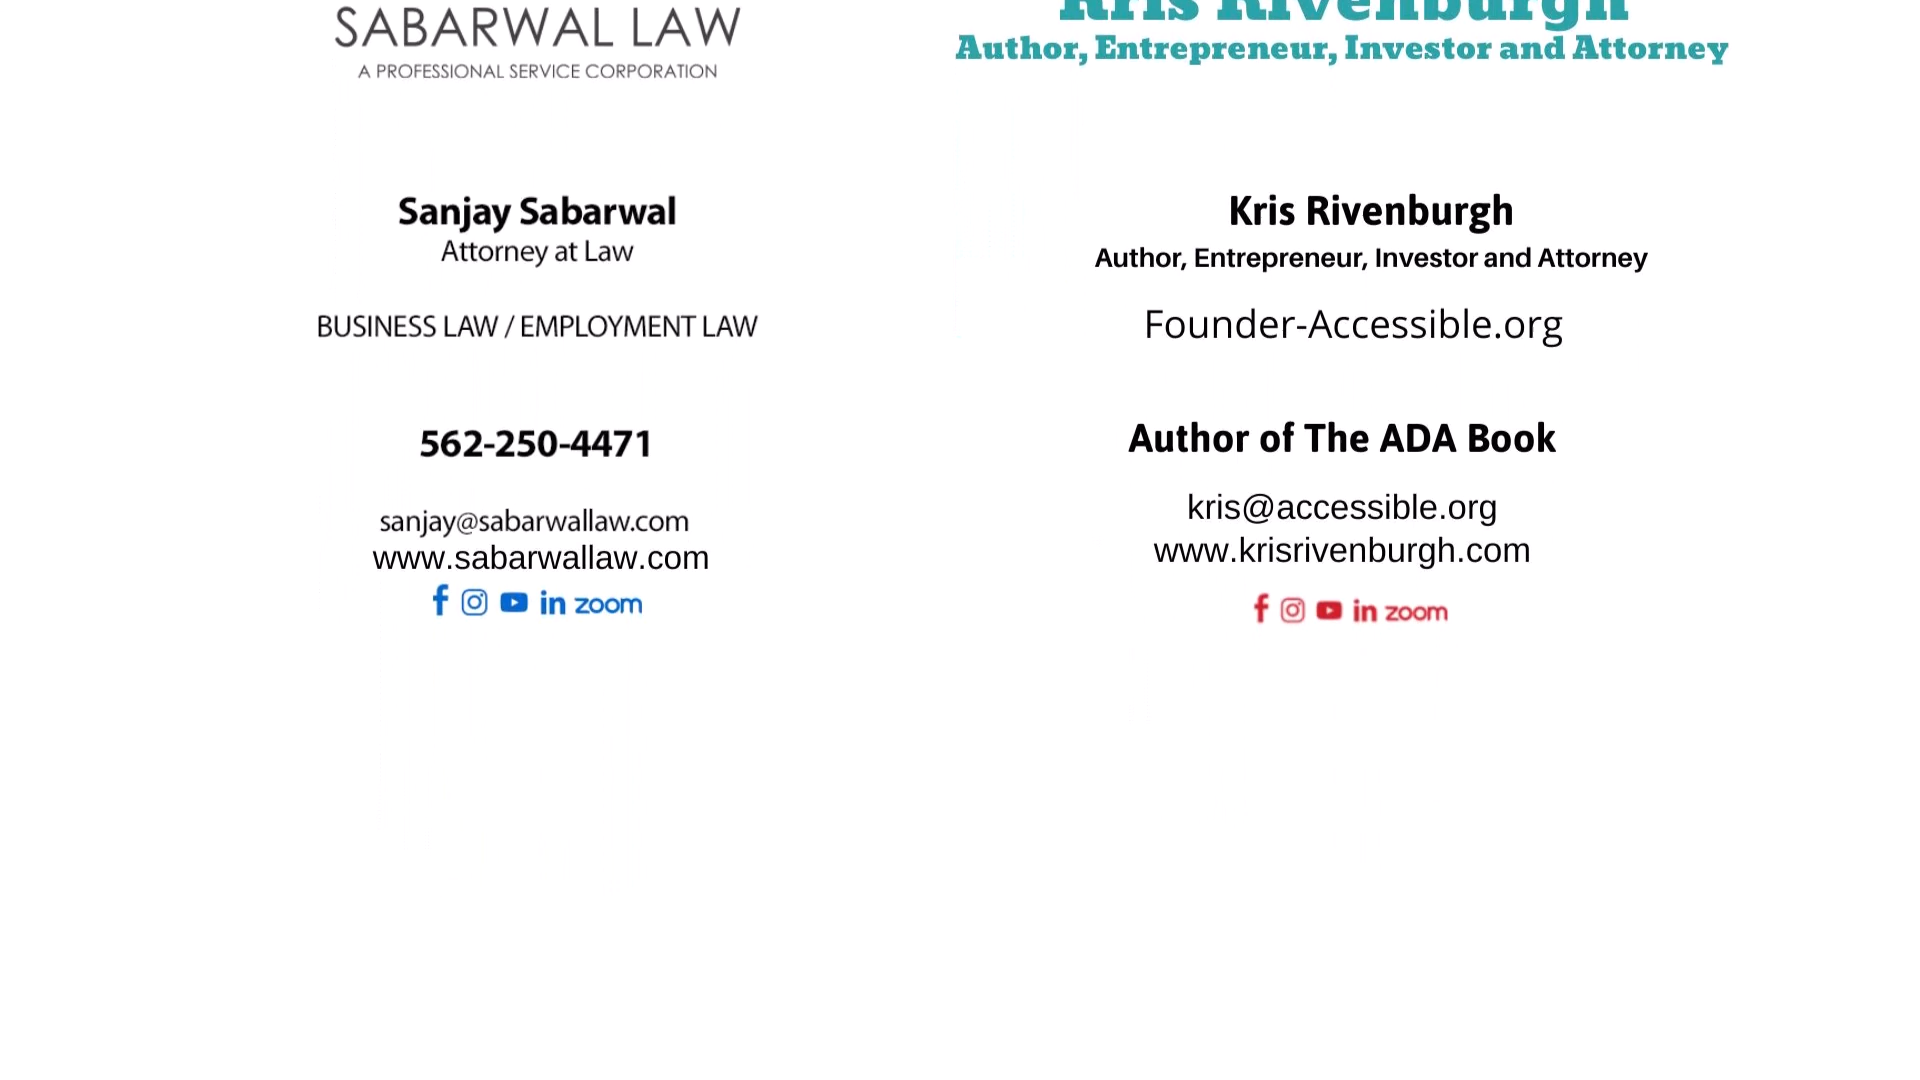 SABARWAL LAW
A PROFESSIONAL SERVICE CORPORATION
Sanjay Sabarwal
Attorney at Law
BUSINESS LAW / EMPLOYMENT LAW
562-250-4471
sanjay@sabarwallaw.com
www.sabarwallaw.com
f in zoom
Kris Rivenburgh
Author, Entrepreneur, Investor and Attorney
Kris Rivenburgh
Author, Entrepreneur, Investor and Attorney
Founder-Accessible.org
Author of The ADA Book
kris@accessible.org
www.krisrivenburgh.com
f in zoom